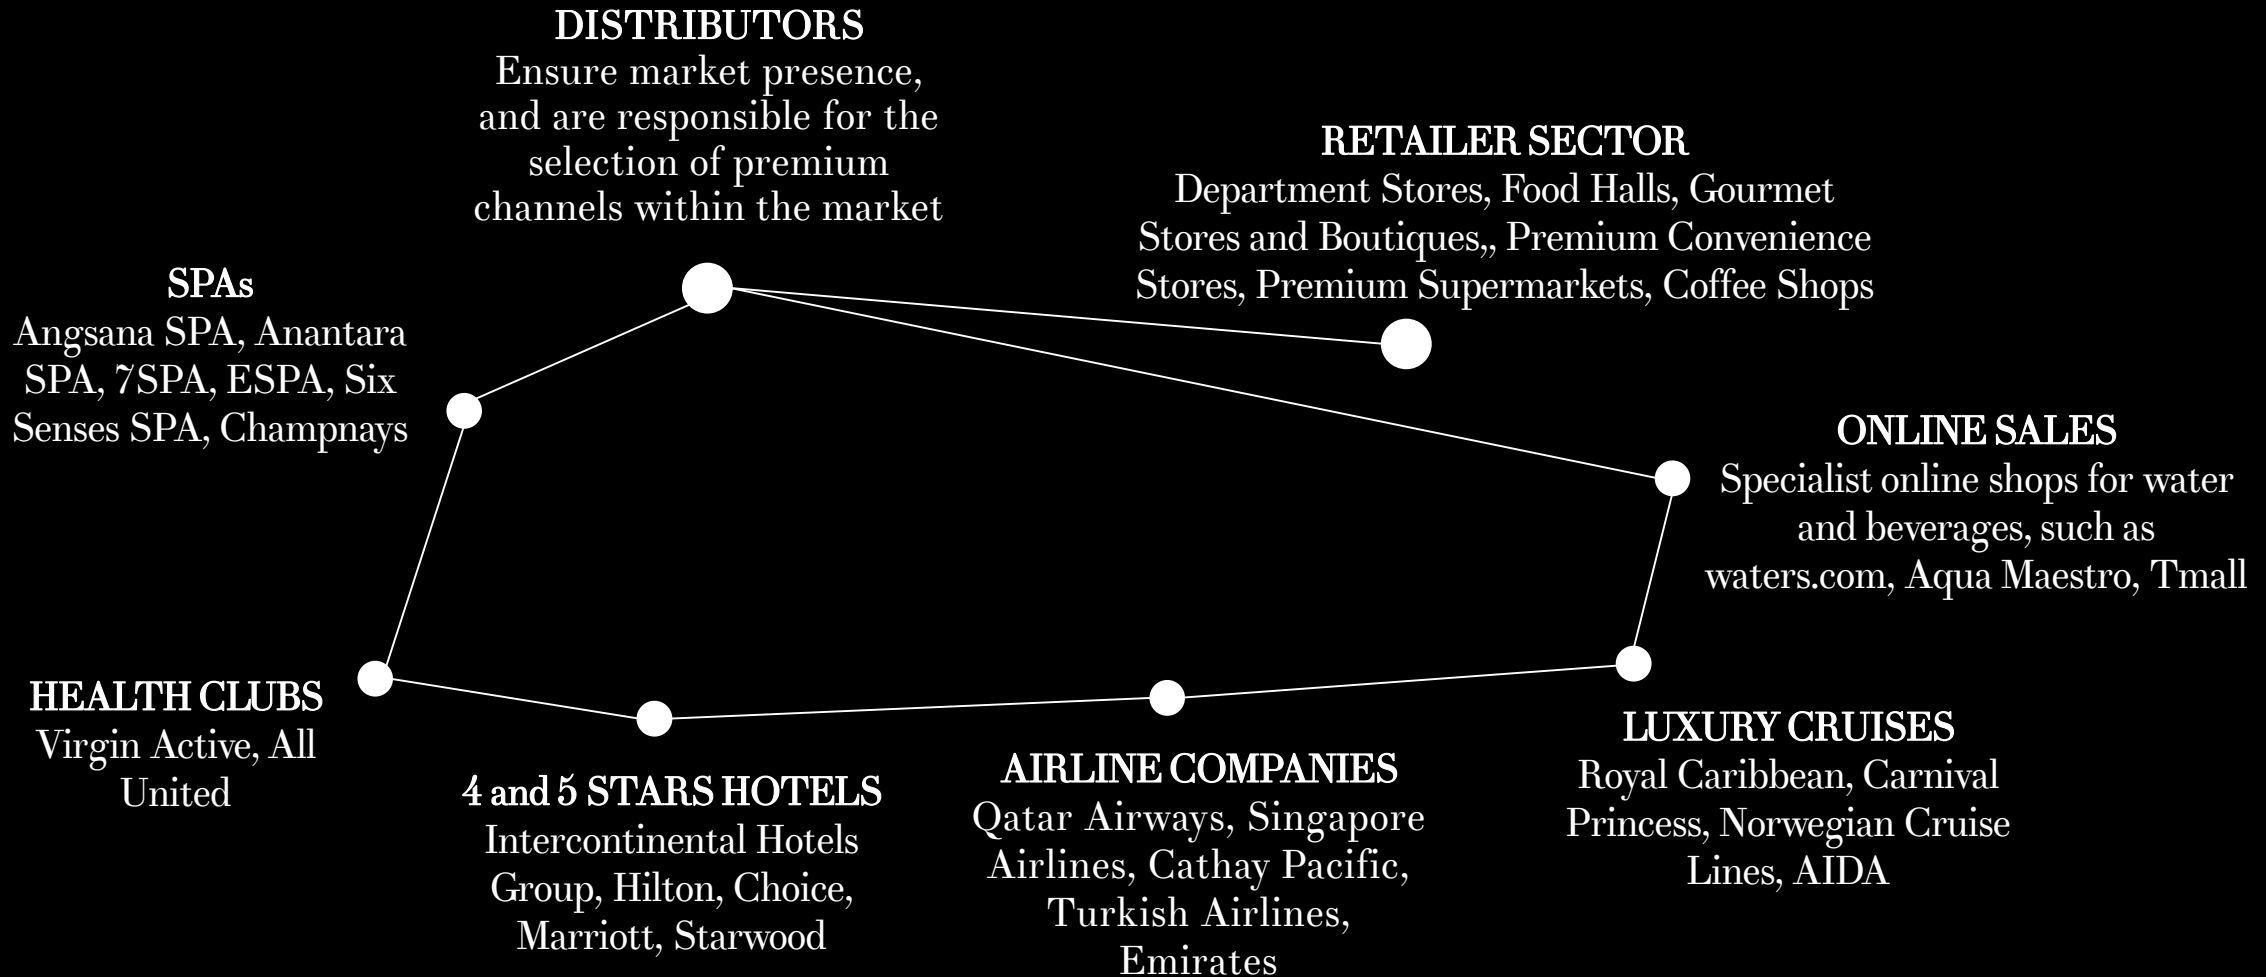 DISTRIBUTORS
Ensure market presence,
and are responsible for the
selection of premium
channels within the market
RETAILER SECTOR
Department Stores, Food Halls, Gourmet
Stores and Boutiques,, Premium Convenience
Stores, Premium Supermarkets, Coffee Shops
SPAs
Angsana SPA, Anantara
SPA, 7SPA, ESPA, Six
Senses SPA, Champnays
ONLINE SALES
Specialist online shops for water
and beverages, such as
waters.com, Aqua Maestro, Tmall
HEALTH CLUBS
Virgin Active, All
United
4 and 5 STARS HOTELS
Intercontinental Hotels
Group, Hilton, Choice,
Marriott, Starwood
AIRLINE COMPANIES
Qatar Airways, Singapore
Airlines, Cathay Pacific,
Turkish Airlines,
Emirates
LUXURY CRUISES
Royal Caribbean, Carnival
Princess, Norwegian Cruise
Lines, AIDA